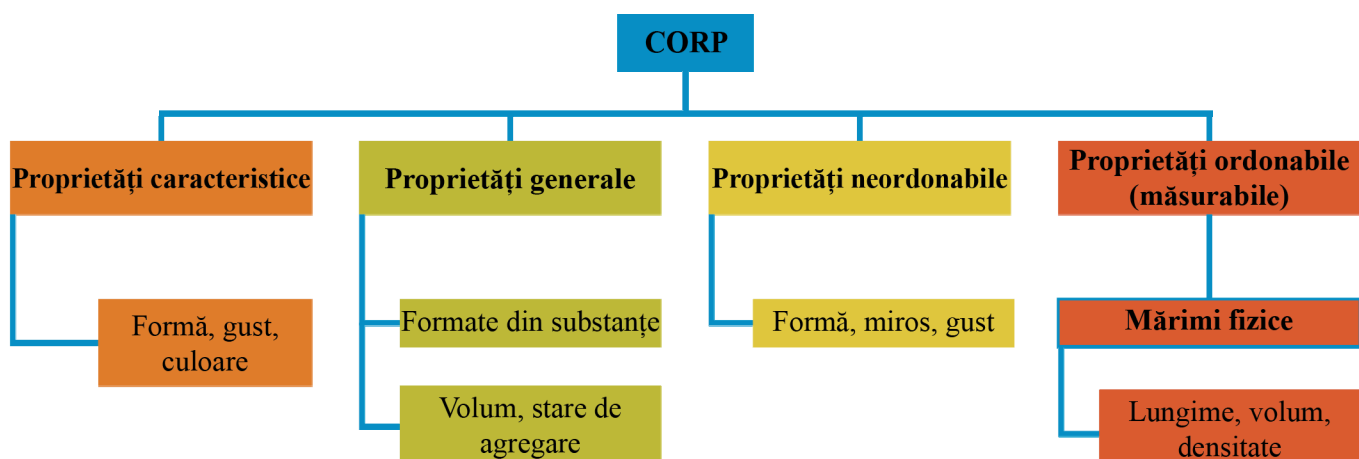 CORP
Proprietăți caracteristice
Proprietăți generale
Proprietăți neordonabile
Proprietăți ordonabile
(măsurabile)
Formă, gust,
culoare
Formate din substanțe
Volum, stare de
agregare
Formă, miros, gust
Mărimi fizice
Lungime, volum,
densitate